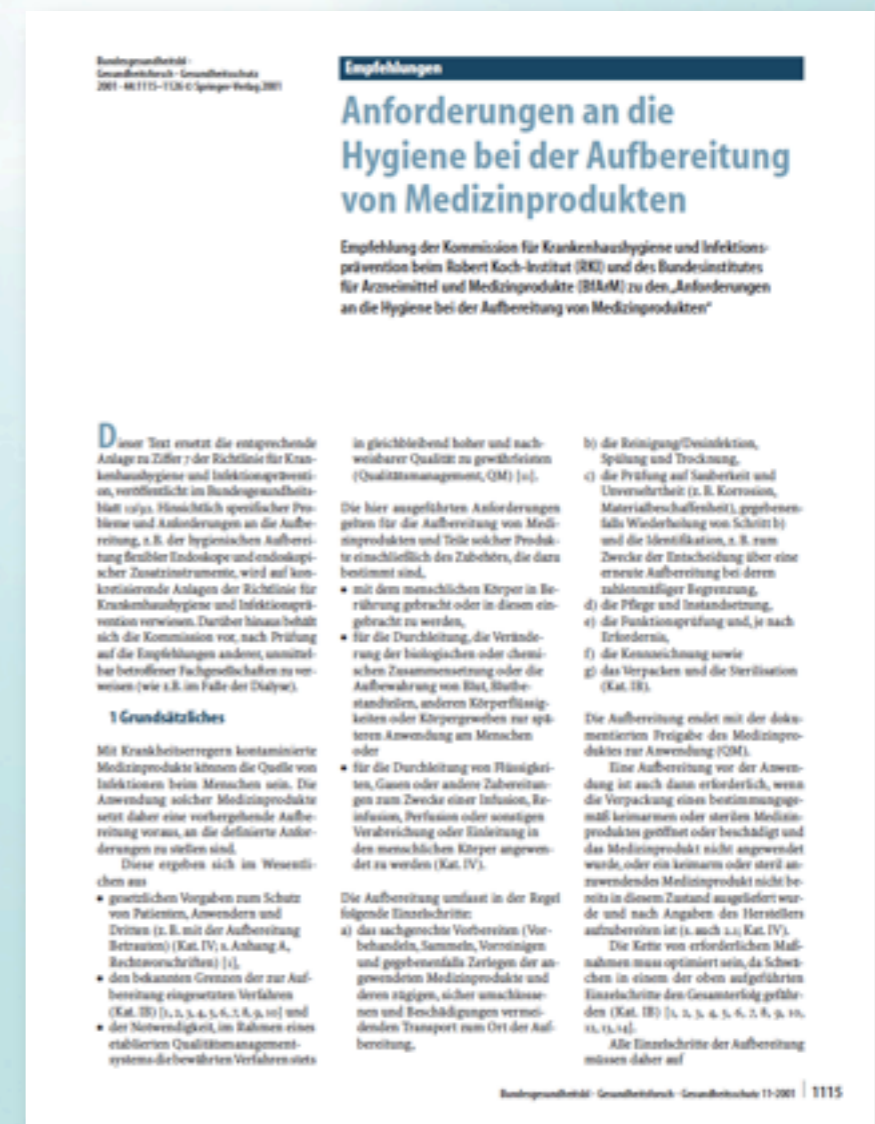 Bundesgesundheitsbl -
Gesundheitsforsch - Gesundheitsschutz
2001 · 44:1115–1126 © Springer-Verlag 2001
Empfehlungen
Anforderungen an die
Hygiene bei der Aufbereitung
von Medizinprodukten
Empfehlung der Kommission für Krankenhaushygiene und Infektions-
prävention beim Robert Koch-Institut (RKI) und des Bundesinstitutes
für Arzneimittel und Medizinprodukte (BfArM) zu den „Anforderungen
an die Hygiene bei der Aufbereitung von Medizinprodukten“
Dieser Text ersetzt die entsprechende
Anlage zu Ziffer 7 der Richtlinie für Kran-
kenhaushygiene und Infektionspräventi-
on, veröffentlicht im Bundesgesundheits-
blatt 12/92. Hinsichtlich spezifischer Pro-
bleme und Anforderungen an die Aufbe-
reitung, z.B. der hygienischen Aufberei-
tung flexibler Endoskope und endoskopi-
scher Zusatzinstrumente, wird auf kon-
kretisierende Anlagen der Richtlinie für
Krankenhaushygiene und Infektionsprä-
vention verwiesen. Darüber hinaus behält
sich die Kommission vor, nach Prüfung
auf die Empfehlungen anderer, unmittel-
bar betroffener Fachgesellschaften zu ver-
weisen (wie z.B. im Falle der Dialyse).
1 Grundsätzliches
Mit Krankheitserregern kontaminierte
Medizinprodukte können die Quelle von
Infektionen beim Menschen sein. Die
Anwendung solcher Medizinprodukte
setzt daher eine vorhergehende Aufbe-
reitung voraus, an die definierte Anfor-
derungen zu stellen sind.
Diese ergeben sich im Wesentli-
chen aus
• gesetzlichen Vorgaben zum Schutz
von Patienten, Anwendern und
Dritten (z. B. mit der Aufbereitung
Betrauten) (Kat. IV; s. Anhang A,
Rechtsvorschriften) [1],
• den bekannten Grenzen der zur Auf-
bereitung eingesetzten Verfahren
(Kat. IB) [1, 2, 3, 4, 5, 6, 7, 8, 9, 10] und
• der Notwendigkeit, im Rahmen eines
etablierten Qualitätsmanagement-
systems die bewährten Verfahren stets
in gleichbleibend hoher und nach-
weisbarer Qualität zu gewährleisten
(Qualitätsmanagement, QM) [11].
Die hier ausgeführten Anforderungen
gelten für die Aufbereitung von Medi-
zinprodukten und Teile solcher Produk-
te einschließlich des Zubehörs, die dazu
bestimmt sind,
• mit dem menschlichen Körper in Be-
rührung gebracht oder in diesen ein-
gebracht zu werden,
• für die Durchleitung, die Verände-
rung der biologischen oder chemi-
schen Zusammensetzung oder die
Aufbewahrung von Blut, Blutbe-
standteilen, anderen Körperflüssig-
keiten oder Körpergeweben zur spä-
teren Anwendung am Menschen
oder
• für die Durchleitung von Flüssigkei-
ten, Gasen oder andere Zubereitun-
gen zum Zwecke einer Infusion, Re-
infusion, Perfusion oder sonstigen
Verabreichung oder Einleitung in
den menschlichen Körper angewen-
det zu werden (Kat. IV).
Die Aufbereitung umfasst in der Regel
folgende Einzelschritte:
a) das sachgerechte Vorbereiten (Vor-
behandeln, Sammeln, Vorreinigen
und gegebenenfalls Zerlegen der an-
gewendeten Medizinprodukte und
deren zügigen, sicher umschlosse-
nen und Beschädigungen vermei-
denden Transport zum Ort der Auf-
bereitung,
b) die Reinigung/Desinfektion,
Spülung und Trocknung,
c) die Prüfung auf Sauberkeit und
Unversehrtheit (z. B. Korrosion,
Materialbeschaffenheit), gegebenen-
falls Wiederholung von Schritt b)
und die Identifikation, z. B. zum
Zwecke der Entscheidung über eine
erneute Aufbereitung bei deren
zahlenmäßiger Begrenzung,
d) die Pflege und Instandsetzung,
e) die Funktionsprüfung und, je nach
Erfordernis,
f) die Kennzeichnung sowie
g) das Verpacken und die Sterilisation
(Kat. IB).
Die Aufbereitung endet mit der doku-
mentierten Freigabe des Medizinpro-
duktes zur Anwendung (QM).
Eine Aufbereitung vor der Anwen-
dung ist auch dann erforderlich, wenn
die Verpackung eines bestimmungsge-
mäß keimarmen oder sterilen Medizin-
produktes geöffnet oder beschädigt und
das Medizinprodukt nicht angewendet
wurde, oder ein keimarm oder steril an-
zuwendendes Medizinprodukt nicht be-
reits in diesem Zustand ausgeliefert wur-
de und nach Angaben des Herstellers
aufzubereiten ist (s. auch 2.1; Kat. IV).
Die Kette von erforderlichen Maß-
nahmen muss optimiert sein, da Schwä-
chen in einem der oben aufgeführten
Einzelschritte den Gesamterfolg gefähr-
den (Kat. IB) [1, 2, 3, 4, 5, 6, 7, 8, 9, 10,
12, 13, 14].
Alle Einzelschritte der Aufbereitung
müssen daher auf
Bundesgesundheitsbl - Gesundheitsforsch - Gesundheitsschutz 11·2001 | 1115